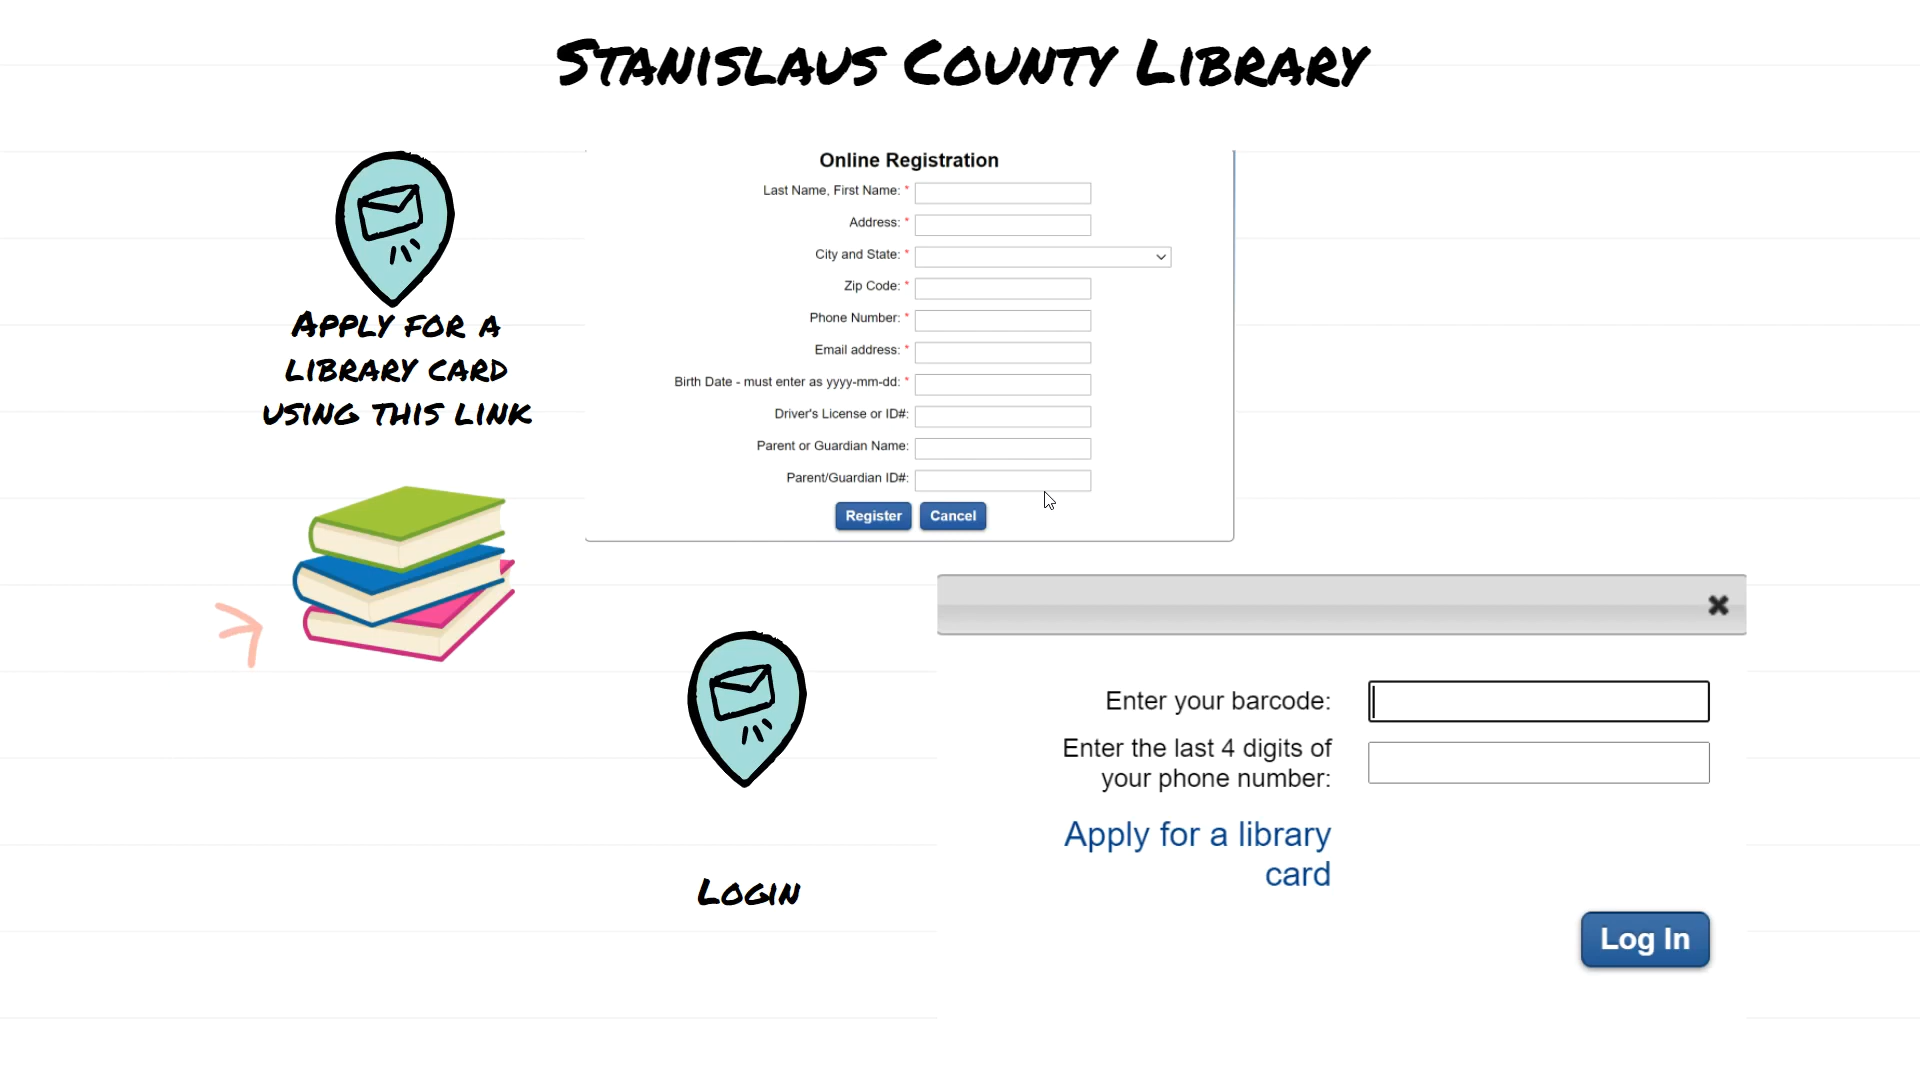 Stanislaus County Library
Apply for a
library card
using this link
Online Registration
Last Name, First Name: *
Address: *
City and State: *
Zip Code: *
Phone Number: *
Email address: *
Birth Date - must enter as yyyy-mm-dd: *
Driver's License or ID#:
Parent or Guardian Name:
Parent/Guardian ID#:
Register Cancel
Login
Enter your barcode:
Enter the last 4 digits of
your phone number:
Apply for a library
card
Log In